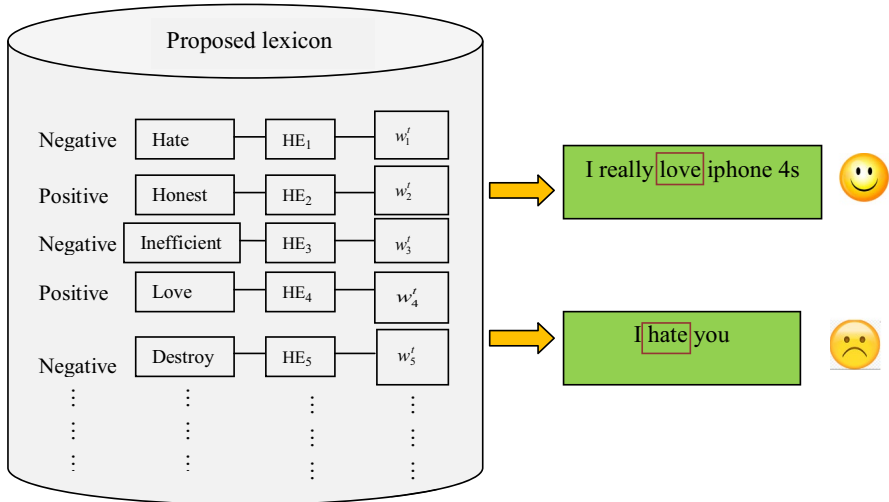 Proposed lexicon
Negative Hate HE₁ w₁ᵗ
Positive Honest HE₂ w₂ᵗ
Negative Inefficient HE₃ w₃ᵗ
Positive Love HE₄ w₄ᵗ
Negative Destroy HE₅ w₅ᵗ
I really love iphone 4s
I hate you